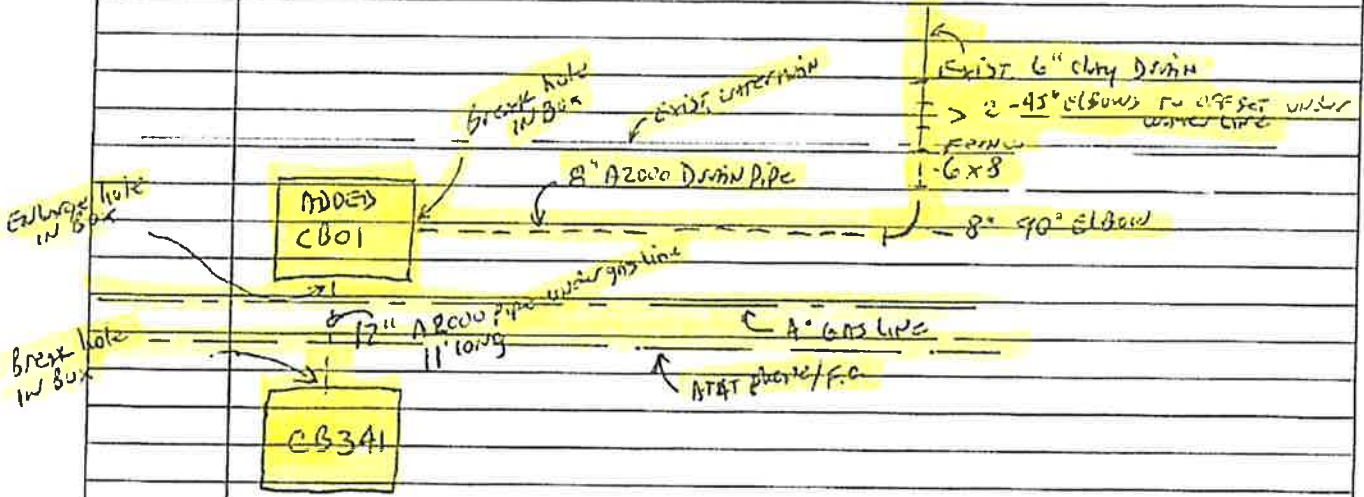 EXIST. 6" Clay Drain
> 2-45° Elbows to offset under
water line
6x8
Break hole
IN BOX
EXIST. watermain
8" A2000 Drain Pipe
8" 90° Elbow
ADDED
CB01
Enlarge hole
IN BOX
12" A2000 Pipe under gas line
11' long
4" GAS LINE
Break hole
IN BOX
AT&T phone/F.O.
CB341